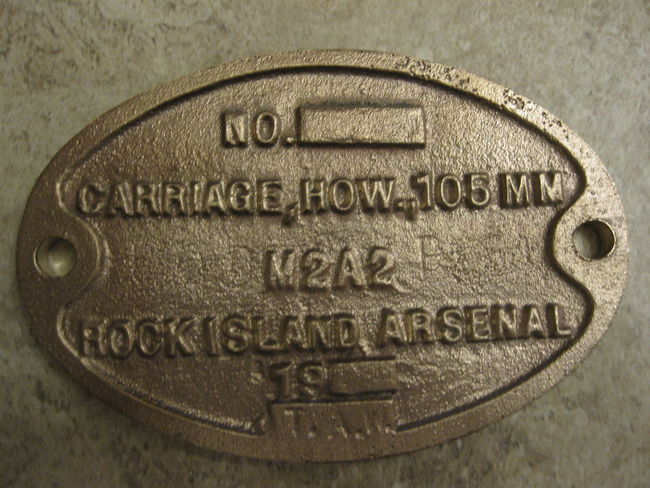 NO.
CARRIAGE, HOW., 105 MM
M2A2
ROCK ISLAND ARSENAL
19